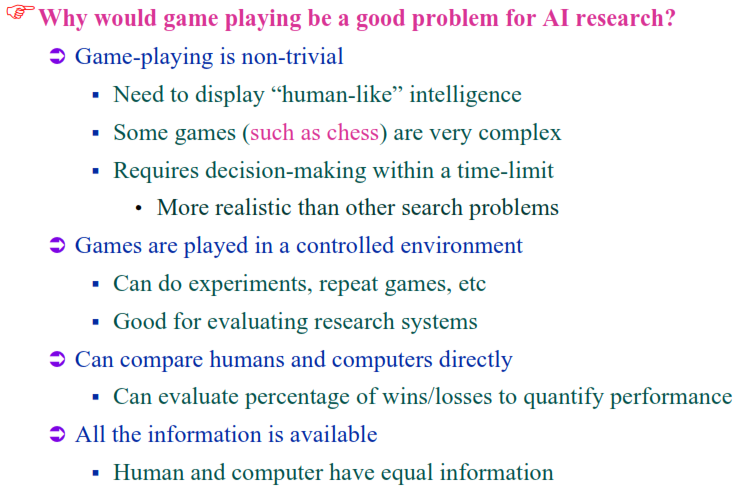 Why would game playing be a good problem for AI research?
Game-playing is non-trivial
Need to display “human-like” intelligence
Some games (such as chess) are very complex
Requires decision-making within a time-limit
More realistic than other search problems
Games are played in a controlled environment
Can do experiments, repeat games, etc
Good for evaluating research systems
Can compare humans and computers directly
Can evaluate percentage of wins/losses to quantify performance
All the information is available
Human and computer have equal information